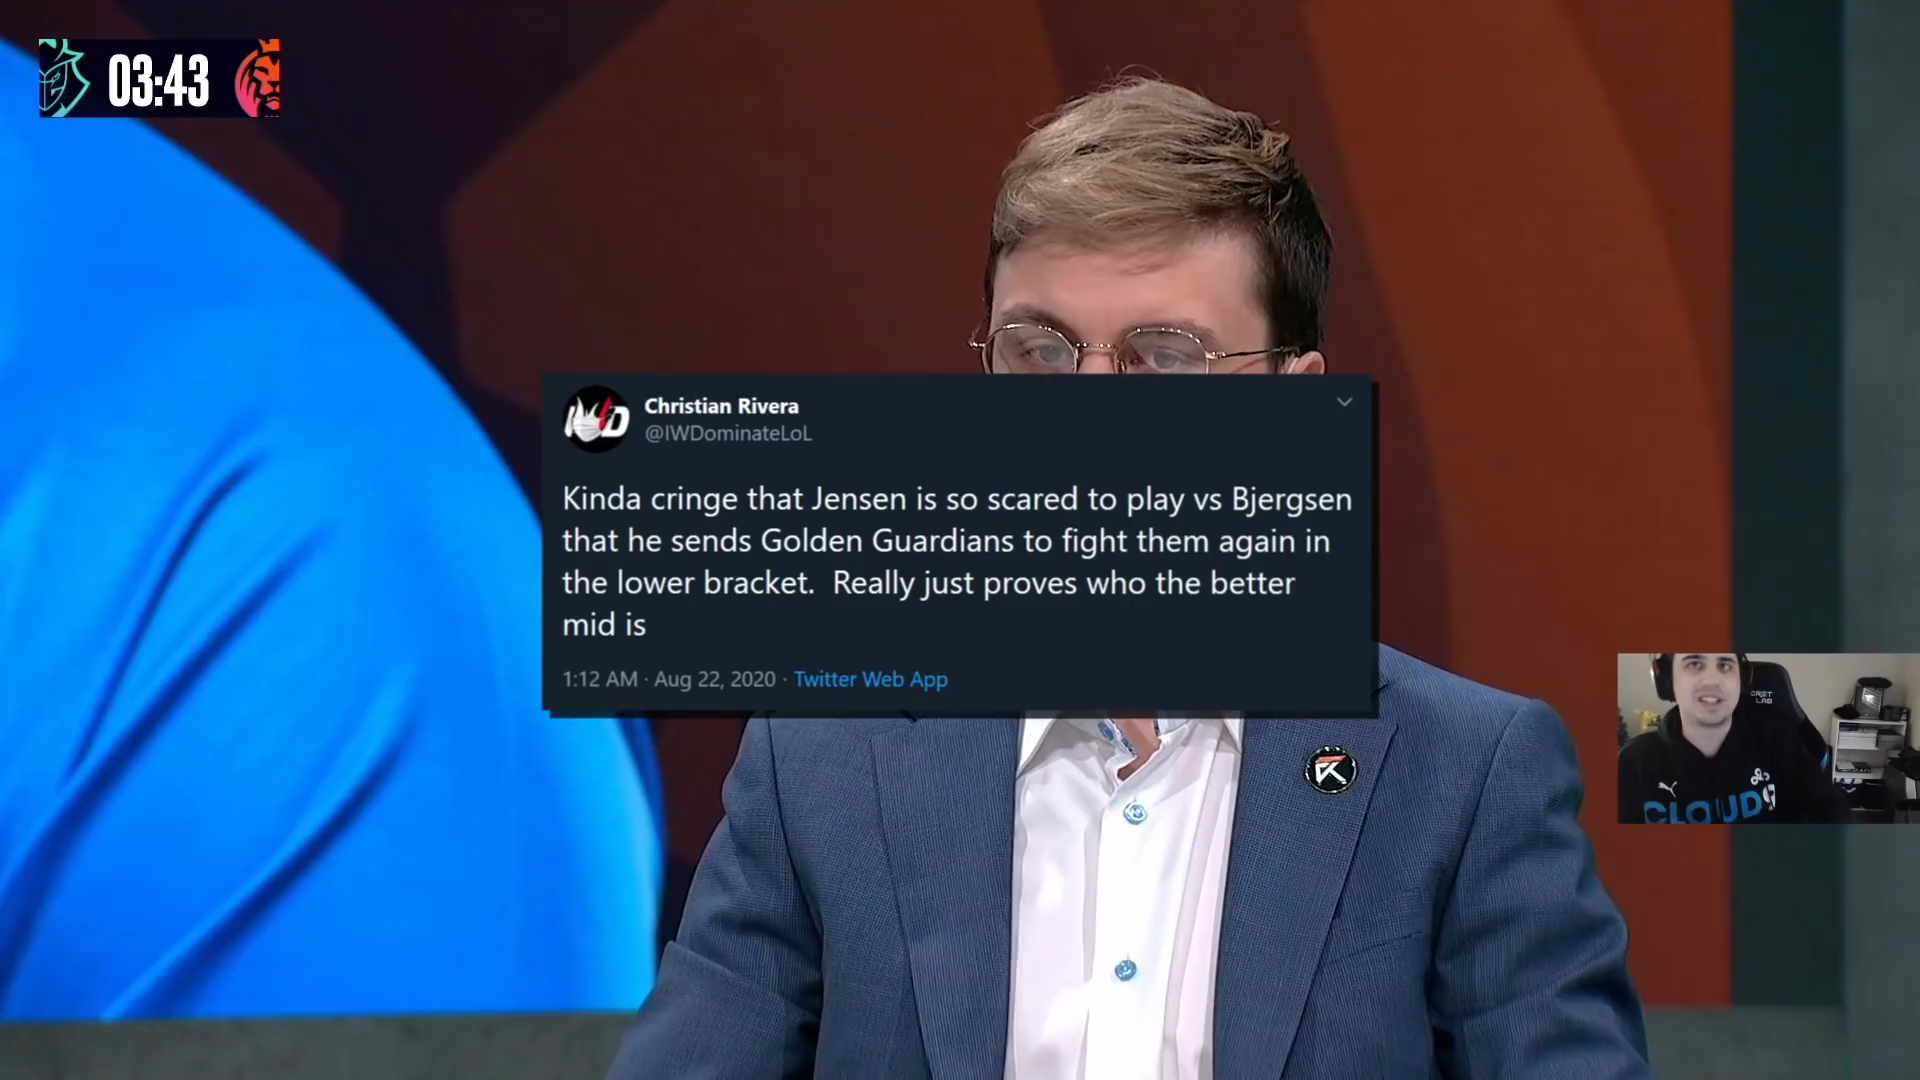 03:43
Christian Rivera
@IWDominateLoL
Kinda cringe that Jensen is so scared to play vs Bjergsen
that he sends Golden Guardians to fight them again in
the lower bracket.  Really just proves who the better
mid is
1:12 AM · Aug 22, 2020 · Twitter Web App
CLOUD9